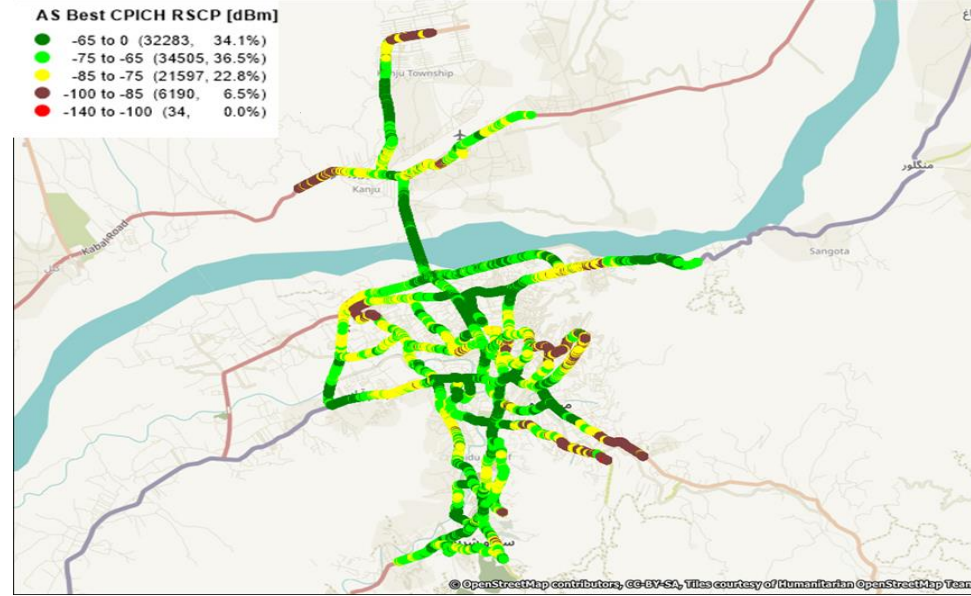 AS Best CPICH RSCP [dBm]
-65 to 0 (32283, 34.1%)
-75 to -65 (34505, 36.5%)
-85 to -75 (21597, 22.8%)
-100 to -85 (6190, 6.5%)
-140 to -100 (34, 0.0%)
Kanju
Kabal Road
منگلور
Sangota
© OpenStreetMap contributors, CC-BY-SA, Tiles courtesy of Humanitarian OpenStreetMap Team